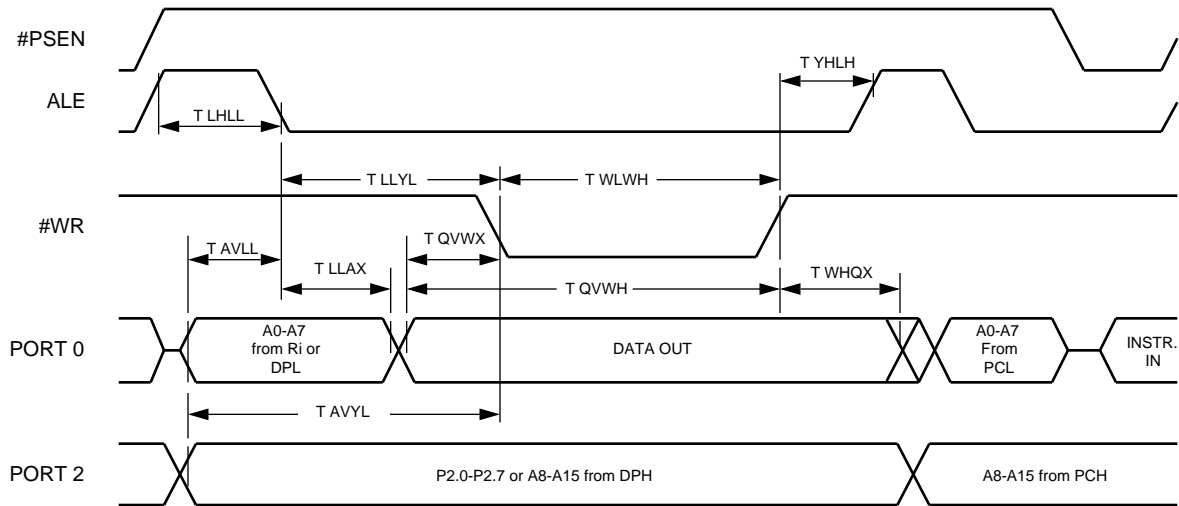 #PSEN
T YHLH
ALE
T LHLL
T LLYL
T WLWH
#WR
T QVWX
T AVLL
T LLAX
T WHQX
T QVWH
PORT 0
A0-A7
from Ri or
DPL
DATA OUT
A0-A7
From
PCL
INSTR.
IN
T AVYL
PORT 2
P2.0-P2.7 or A8-A15 from DPH
A8-A15 from PCH